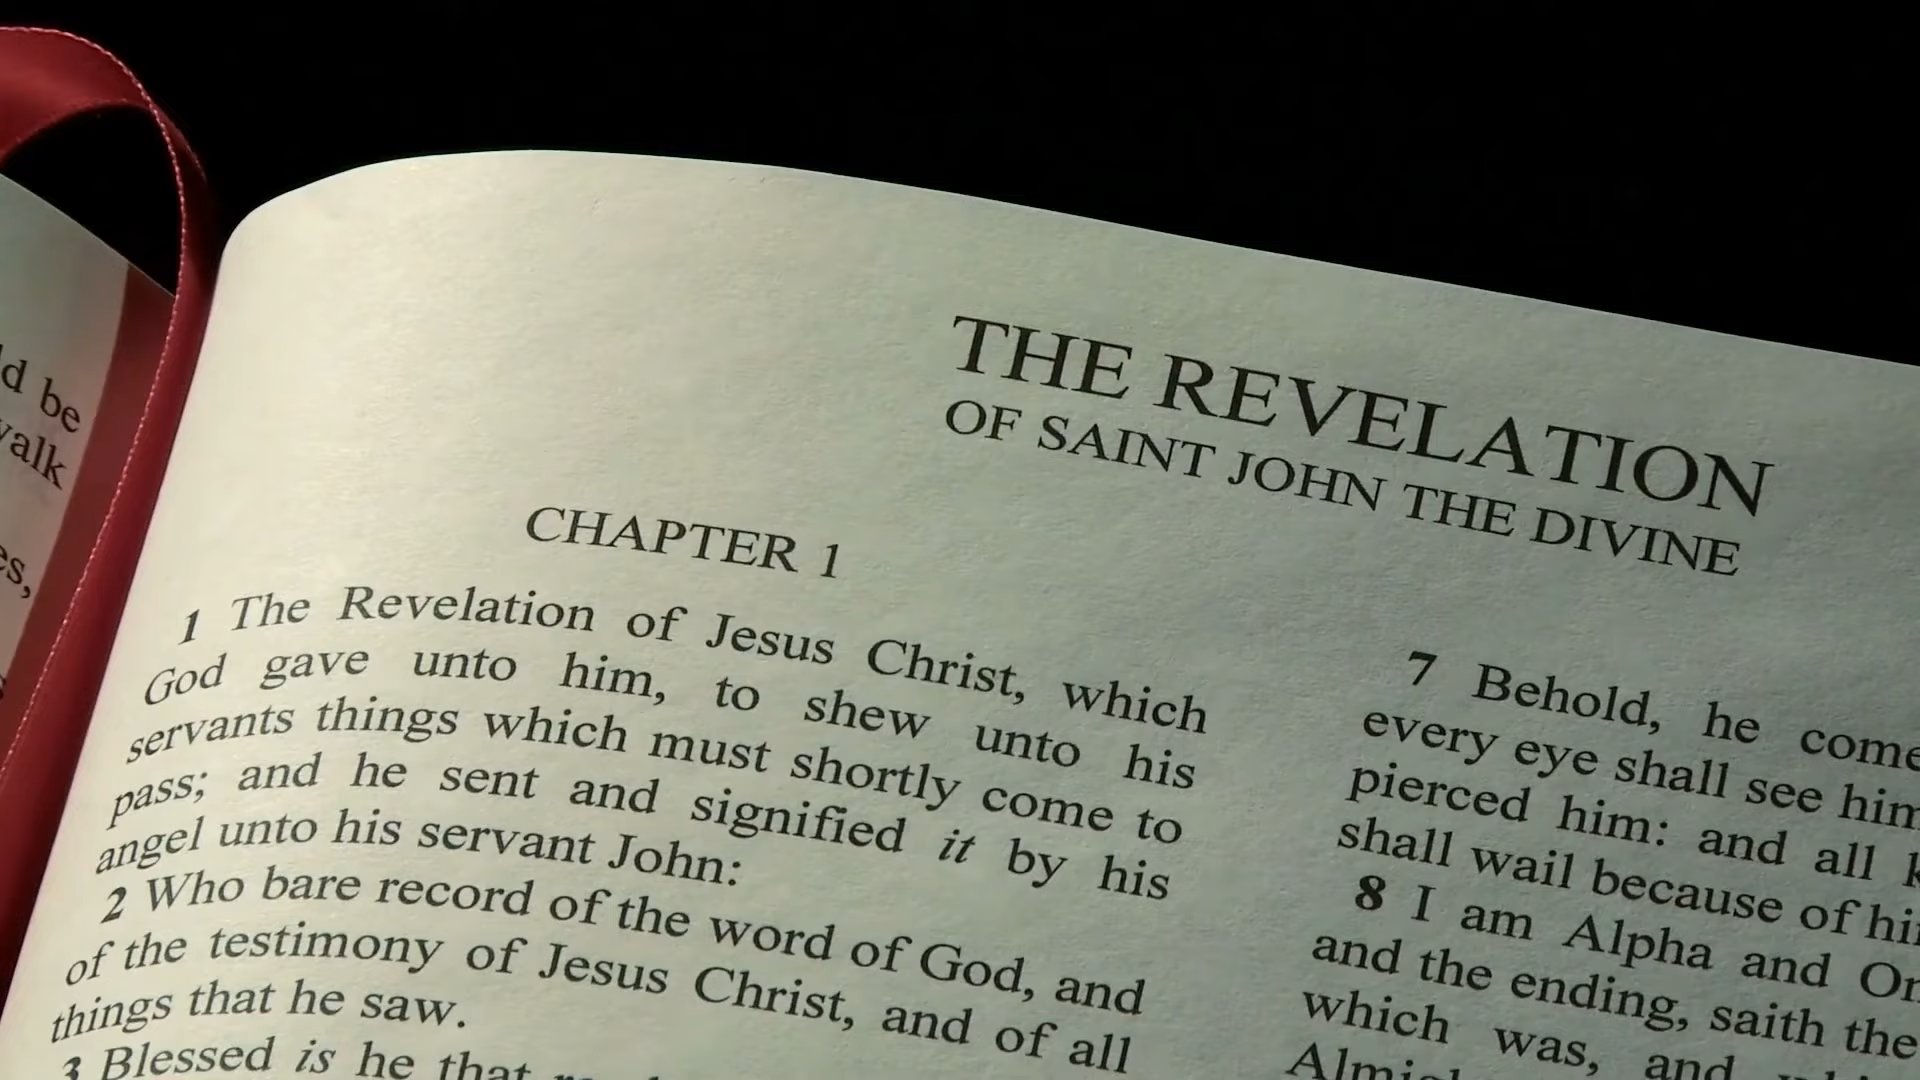 be
walk
THE REVELATION
OF SAINT JOHN THE DIVINE
CHAPTER 1
1 The Revelation of Jesus Christ, which
God gave unto him, to shew unto his
servants things which must shortly come to
pass; and he sent and signified it by his
angel unto his servant John:
2 Who bare record of the word of God, and
of the testimony of Jesus Christ, and of all
things that he saw.
3 Blessed is he that
7 Behold, he come
every eye shall see him
pierced him: and all
shall wail because of
8 I am Alpha and
and the ending, saith the
which was, and